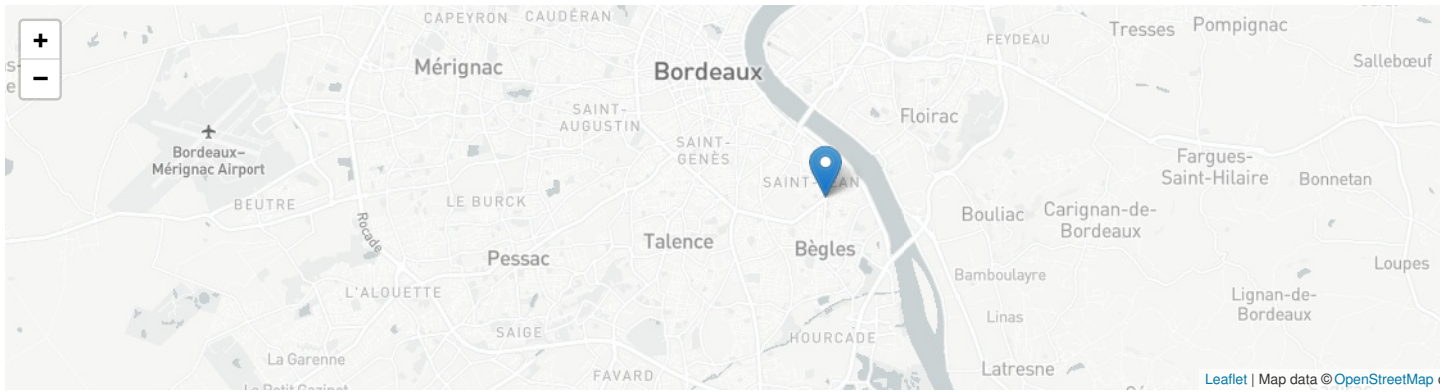 +
−
CAPEYRON
CAUDÉRAN
Tresses
Pompignac
FEYDEAU
Mérignac
Bordeaux
Sallebœuf
SAINT-
AUGUSTIN
Floirac
Bordeaux–
Mérignac Airport
SAINT-
GENÈS
Fargues-
Saint-Hilaire
Bonnetan
BEUTRE
LE BURCK
Rocade
Bouliac
Carignan-de-
Bordeaux
Talence
Bègles
Pessac
Loupes
Bamboulayre
L'ALOUETTE
Lignan-de-
Bordeaux
Linas
SAIGE
HOURCADE
La Garenne
Latresne
FAVARD
Leaflet | Map data © OpenStreetMap